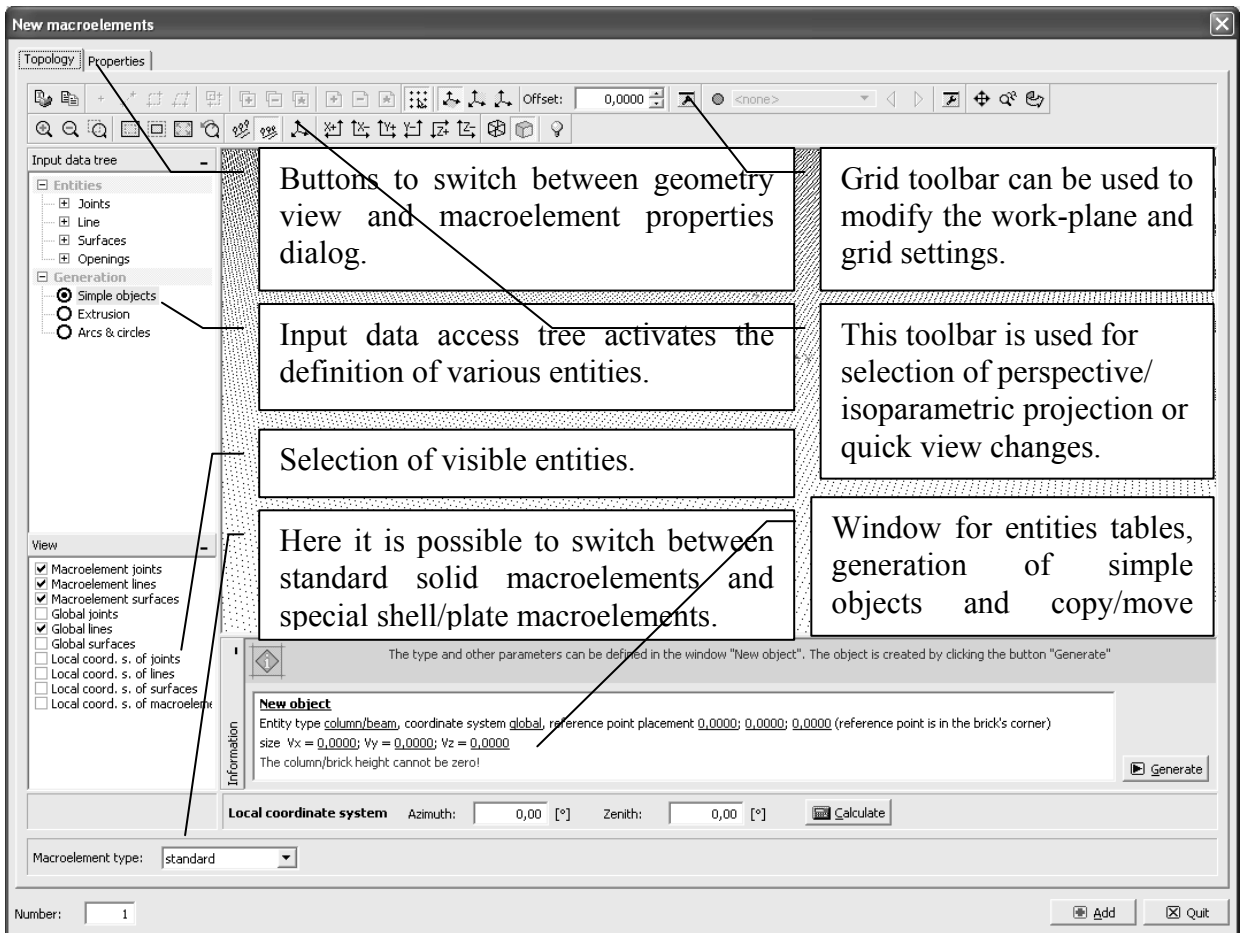 New macroelements
Topology Properties
Offset: 0,0000 <none>
X+ X- Y+ Y- Z+ Z-
Input data tree
Entities
Joints
Line
Surfaces
Openings
Generation
Simple objects
Extrusion
Arcs & circles
Buttons to switch between geometry
view and macroelement properties
dialog.
Grid toolbar can be used to
modify the work-plane and
grid settings.
Input data access tree activates the
definition of various entities.
This toolbar is used for
selection of perspective/
isoparametric projection or
quick view changes.
Selection of visible entities.
Here it is possible to switch between
standard solid macroelements and
special shell/plate macroelements.
Window for entities tables,
generation of simple
objects and copy/move
View
Macroelement joints
Macroelement lines
Macroelement surfaces
Global joints
Global lines
Global surfaces
Local coord. s. of joints
Local coord. s. of lines
Local coord. s. of surfaces
Local coord. s. of macroeleme
Information
The type and other parameters can be defined in the window "New object". The object is created by clicking the button "Generate"
New object
Entity type column/beam, coordinate system global, reference point placement 0,0000; 0,0000; 0,0000 (reference point is in the brick's corner)
size Vx = 0,0000; Vy = 0,0000; Vz = 0,0000
The column/brick height cannot be zero!
Generate
Local coordinate system Azimuth: 0,00 [°] Zenith: 0,00 [°] Calculate
Macroelement type: standard
Number: 1 Add Quit